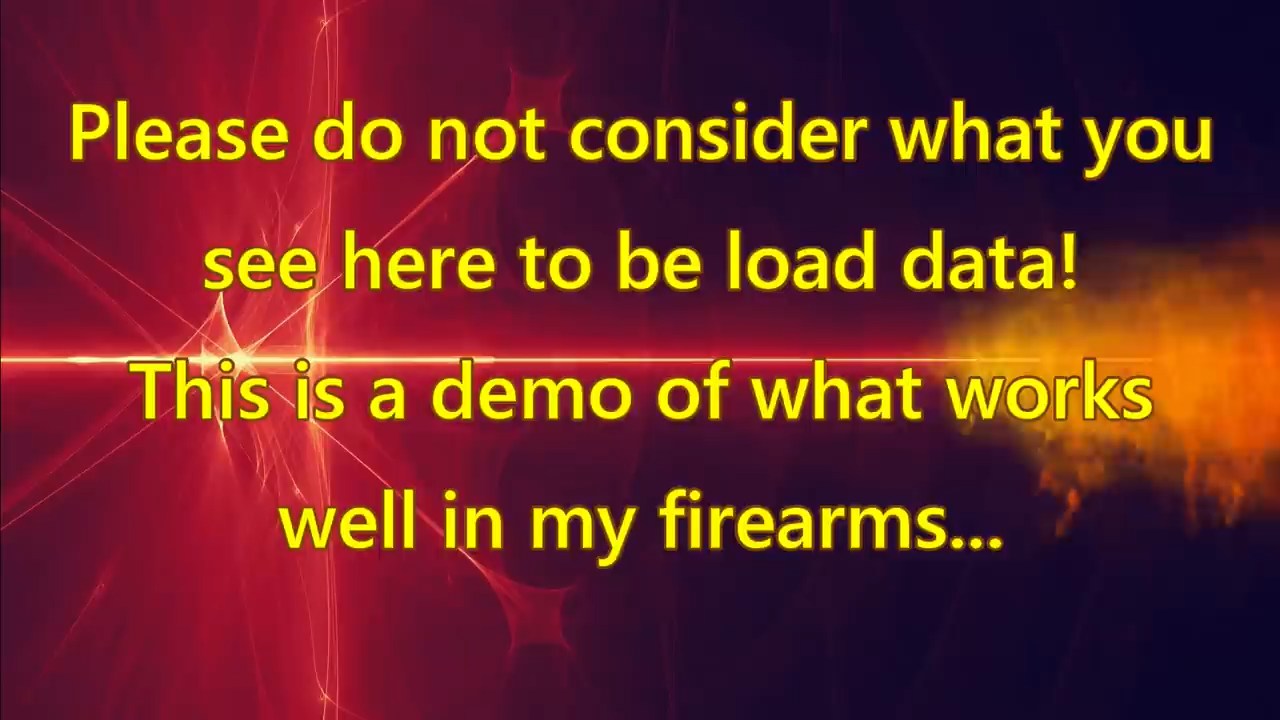 Please do not consider what you
see here to be load data!
This is a demo of what works
well in my firearms...